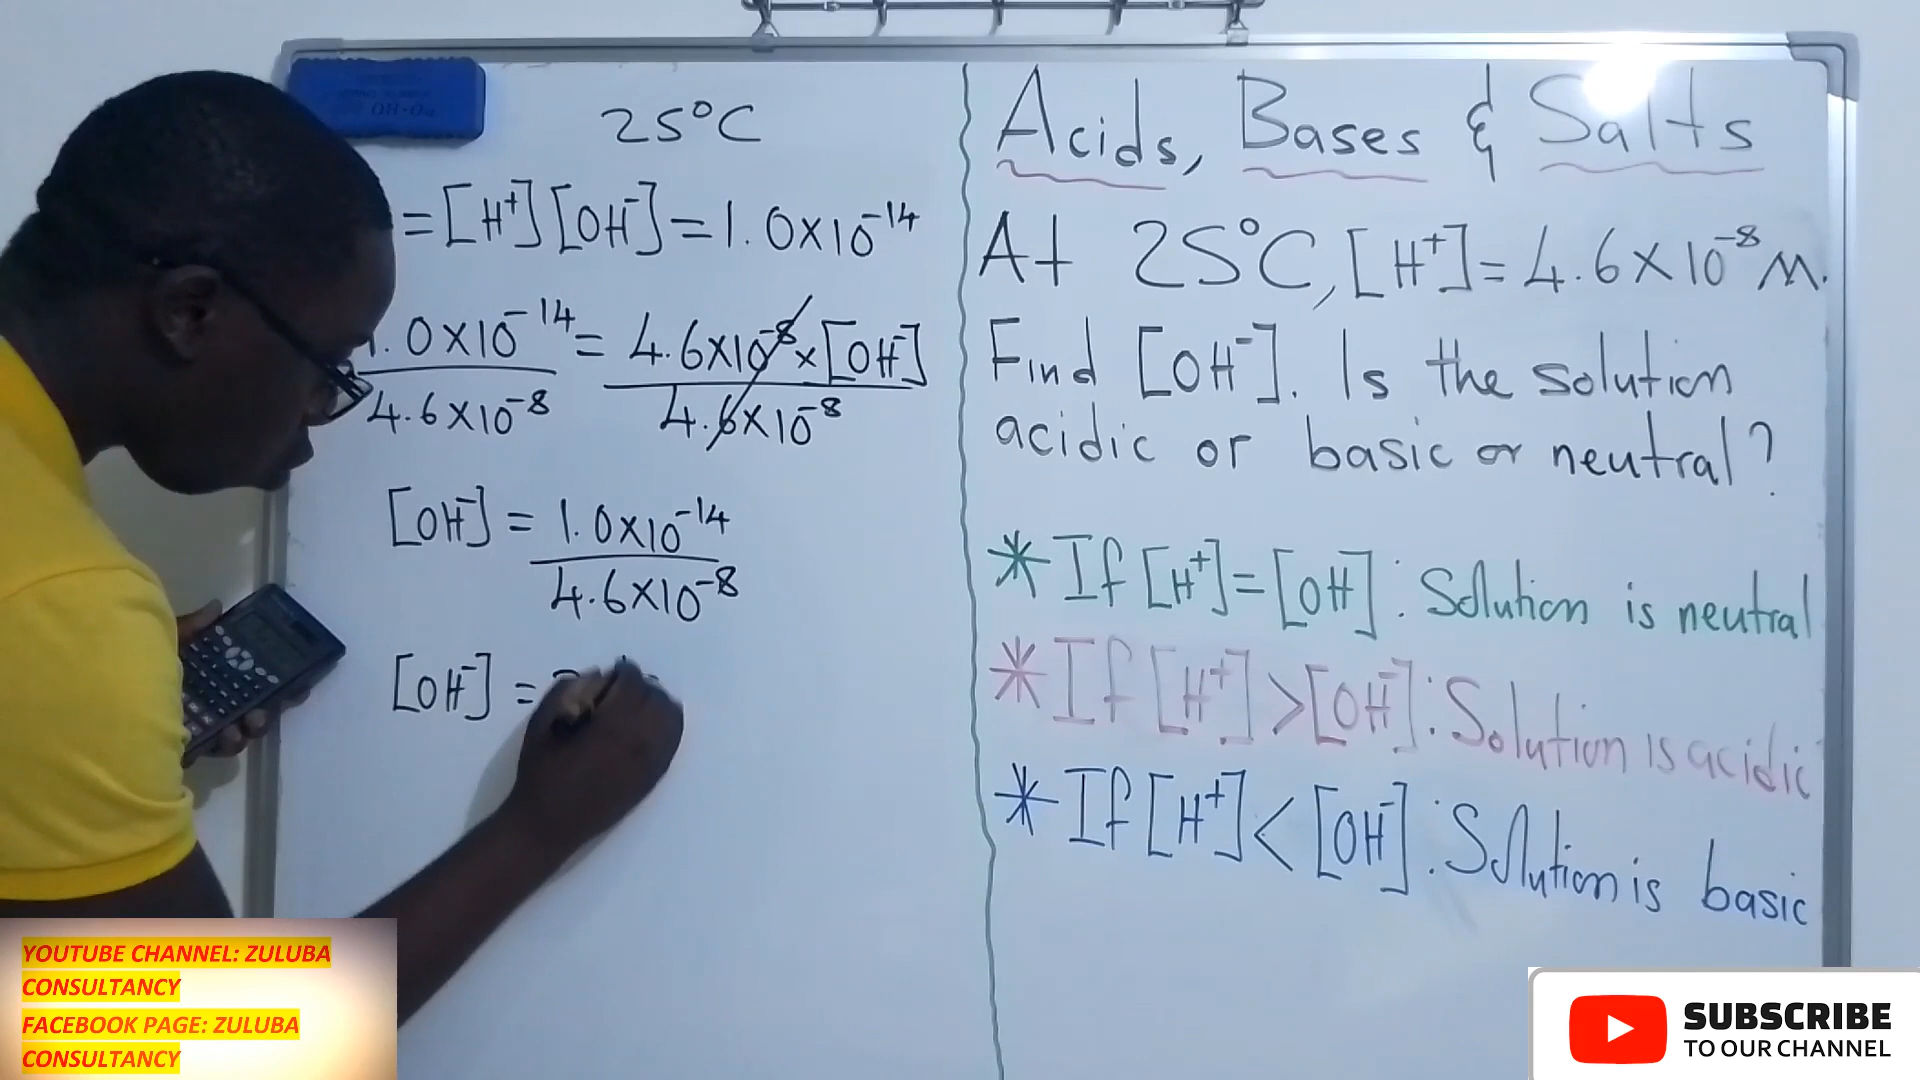 25°C
= [H⁺][OH⁻] = 1.0×10⁻¹⁴
1.0×10⁻¹⁴ = 4.6×10⁻⁸ × [OH⁻]
4.6×10⁻⁸ 4.6×10⁻⁸
[OH⁻] = 1.0×10⁻¹⁴
4.6×10⁻⁸
[OH⁻] =
Acids, Bases & Salts
At 25°C, [H⁺] = 4.6×10⁻⁸ M.
Find [OH⁻]. Is the solution
acidic or basic or neutral?
*If [H⁺]=[OH⁻]: Solution is neutral
*If [H⁺]>[OH⁻]: Solution is acidic
*If [H⁺]<[OH⁻]: Solution is basic
YOUTUBE CHANNEL: ZULUBA
CONSULTANCY
FACEBOOK PAGE: ZULUBA
CONSULTANCY
SUBSCRIBE
TO OUR CHANNEL